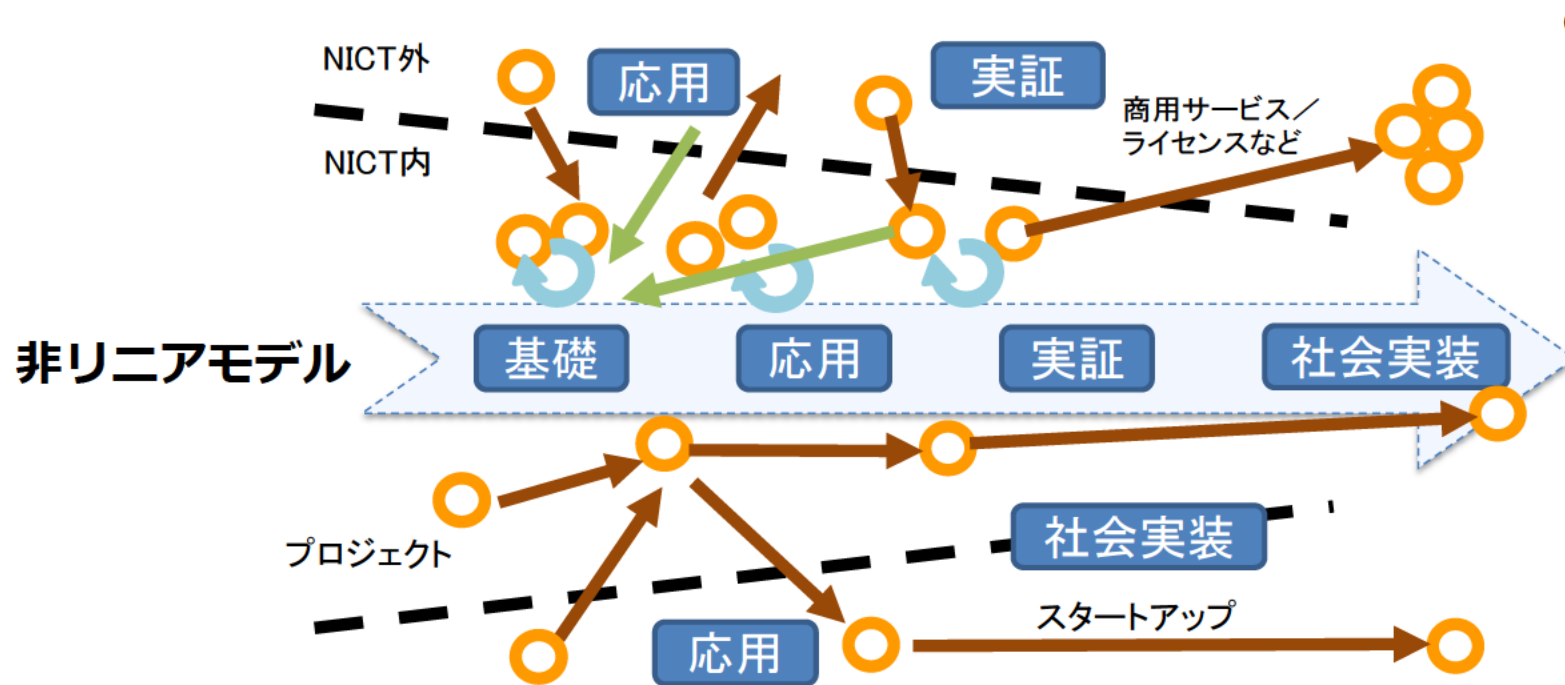 NICT外
応用
実証
商用サービス／
ライセンスなど
NICT内
非リニアモデル
基礎
応用
実証
社会実装
プロジェクト
社会実装
応用
スタートアップ